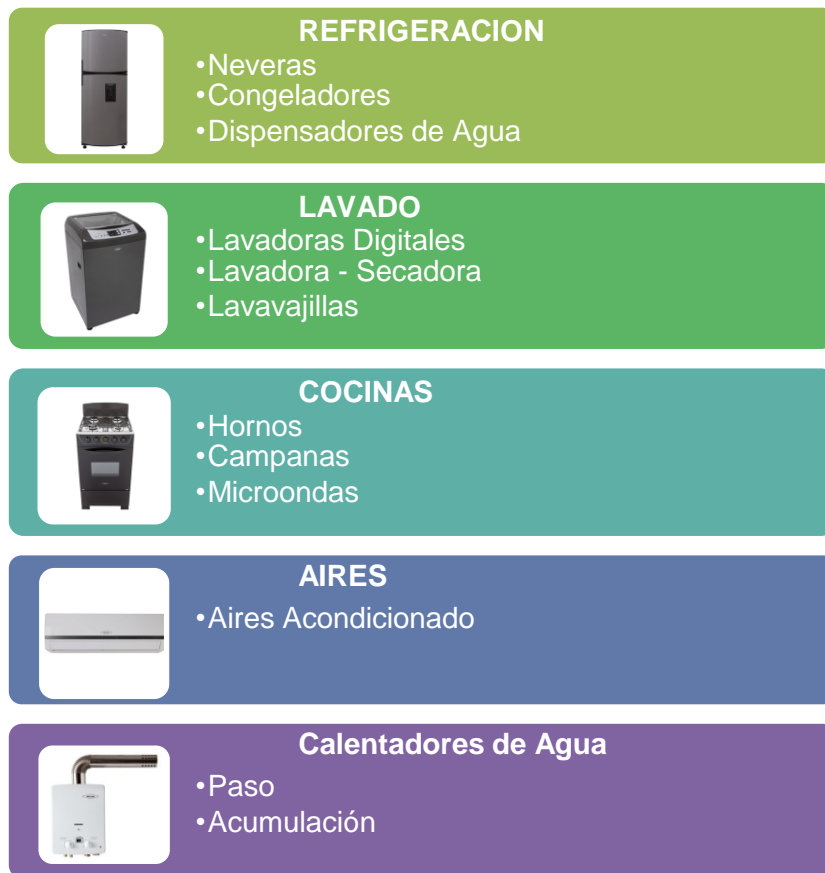 REFRIGERACION
•Neveras
•Congeladores
•Dispensadores de Agua
LAVADO
•Lavadoras Digitales
•Lavadora - Secadora
•Lavavajillas
COCINAS
•Hornos
•Campanas
•Microondas
AIRES
•Aires Acondicionado
Calentadores de Agua
•Paso
•Acumulación